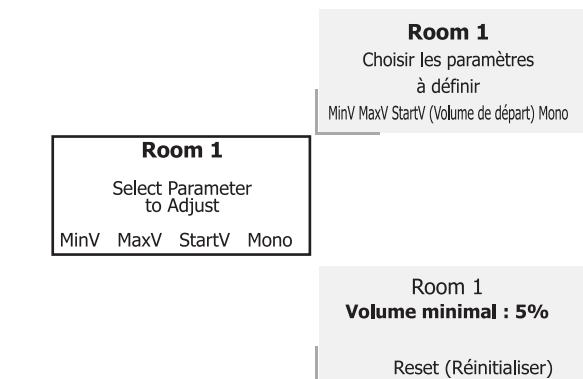 Room 1
Choisir les paramètres
à définir
MinV MaxV StartV (Volume de départ) Mono
Room 1
Select Parameter
to Adjust
MinV MaxV StartV Mono
Room 1
Volume minimal : 5%
Reset (Réinitialiser)